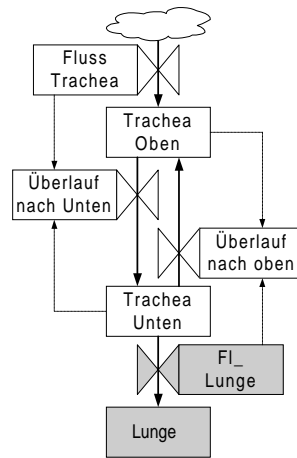 Fluss
Trachea
Trachea
Oben
Überlauf
nach Unten
Überlauf
nach oben
Trachea
Unten
Fl_
Lunge
Lunge